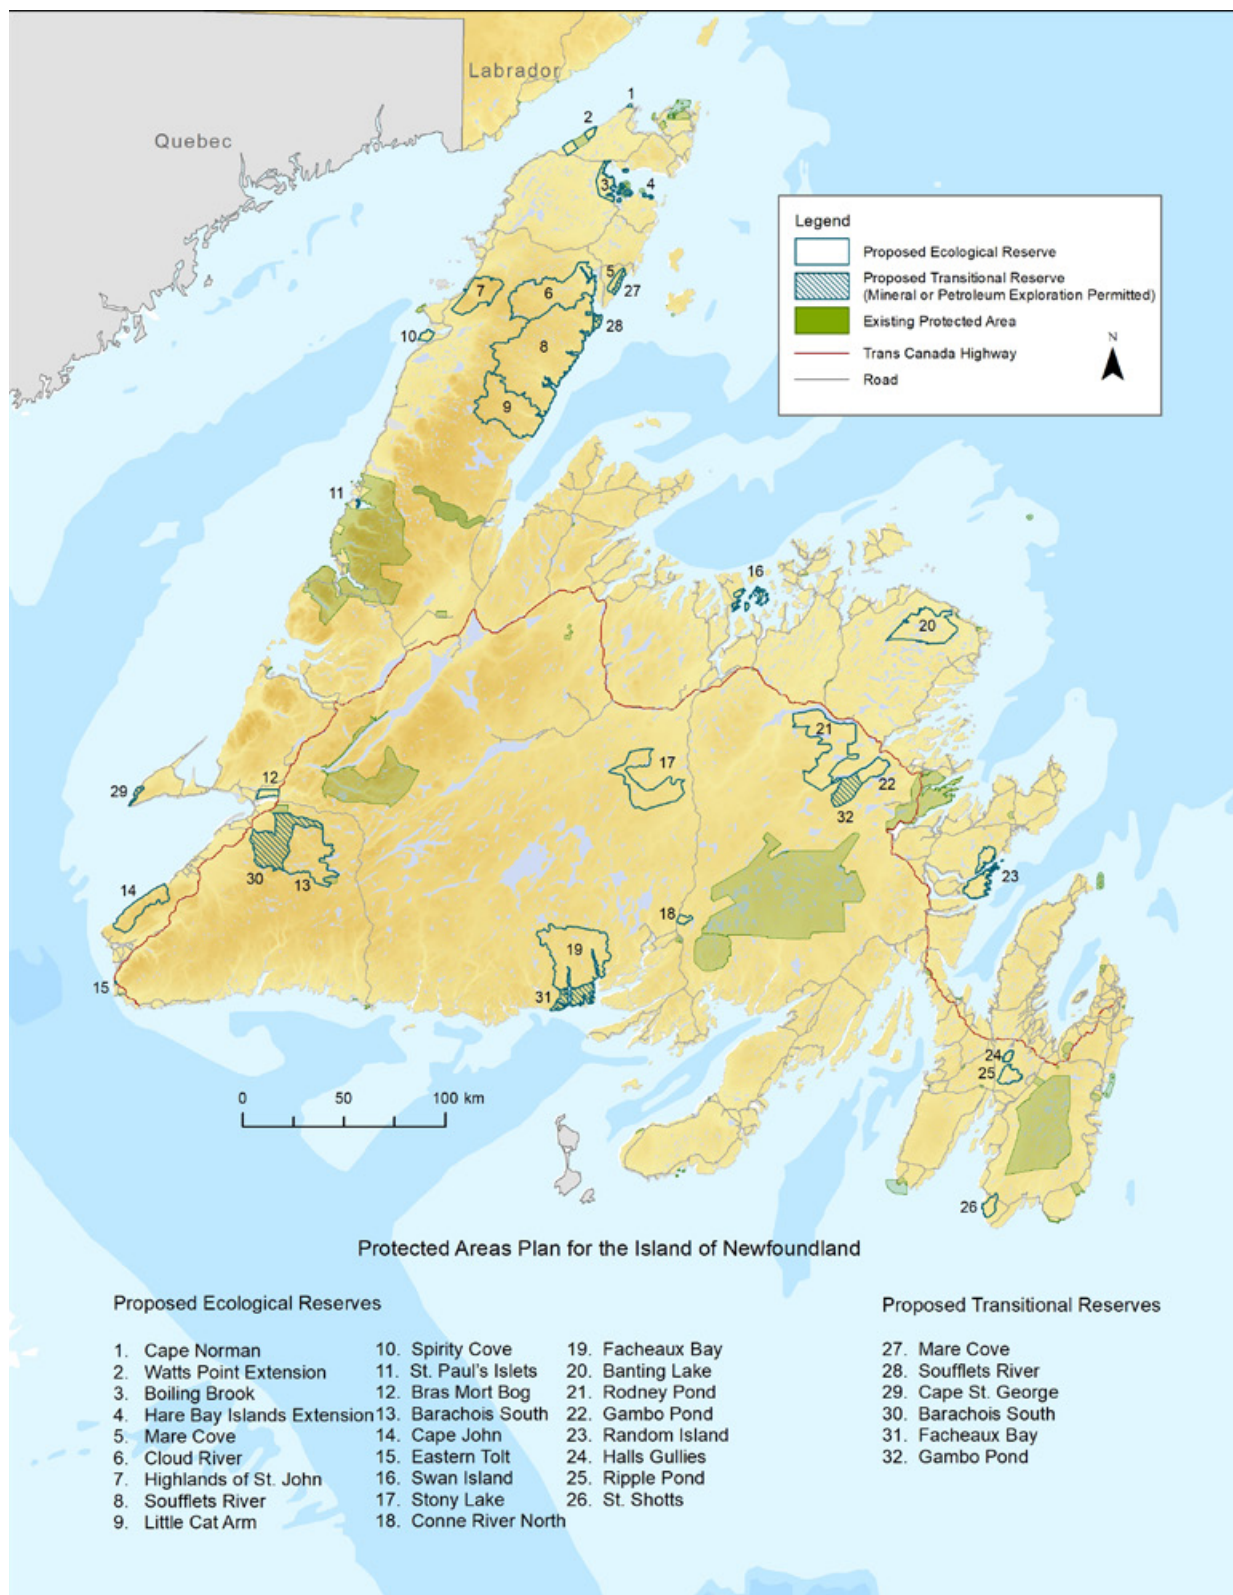 Labrador
Quebec
1
2
3
4
5
27
6
7
28
10
8
9
11
Legend
Proposed Ecological Reserve
Proposed Transitional Reserve
(Mineral or Petroleum Exploration Permitted)
Existing Protected Area
Trans Canada Highway
Road
N
16
20
21
17
22
32
29
12
30
13
14
23
18
19
15
31
24
25
26
0 50 100 km
Protected Areas Plan for the Island of Newfoundland
Proposed Ecological Reserves
1. Cape Norman
2. Watts Point Extension
3. Boiling Brook
4. Hare Bay Islands Extension
5. Mare Cove
6. Cloud River
7. Highlands of St. John
8. Soufflets River
9. Little Cat Arm
10. Spirity Cove
11. St. Paul's Islets
12. Bras Mort Bog
13. Barachois South
14. Cape John
15. Eastern Tolt
16. Swan Island
17. Stony Lake
18. Conne River North
19. Facheaux Bay
20. Banting Lake
21. Rodney Pond
22. Gambo Pond
23. Random Island
24. Halls Gullies
25. Ripple Pond
26. St. Shotts
Proposed Transitional Reserves
27. Mare Cove
28. Soufflets River
29. Cape St. George
30. Barachois South
31. Facheaux Bay
32. Gambo Pond